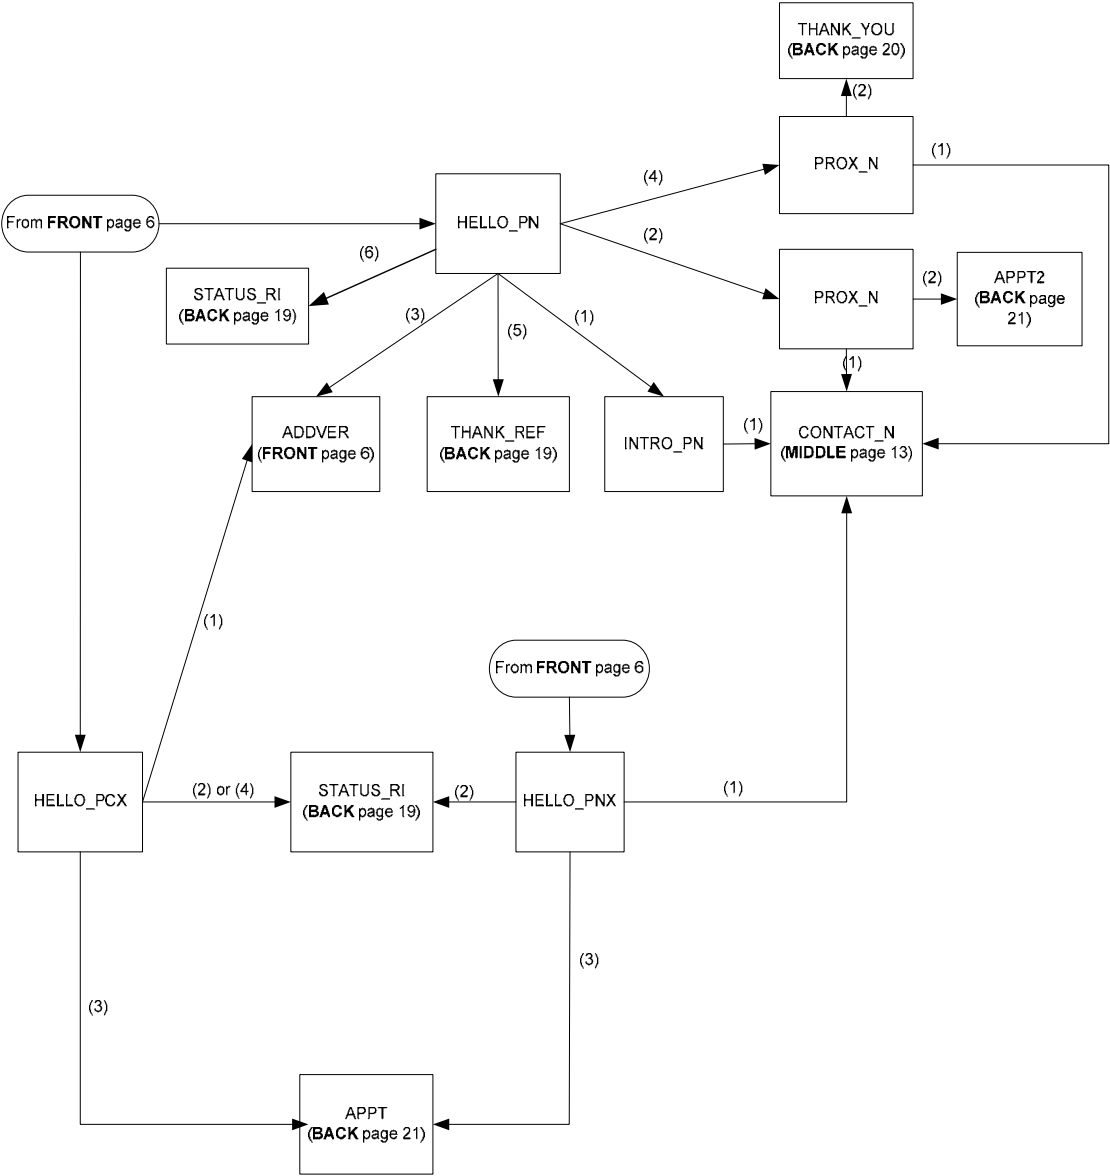 THANK_YOU
(BACK page 20)
(2)
PROX_N
(1)
(4)
From FRONT page 6
HELLO_PN
(2)
(6)
STATUS_RI
(BACK page 19)
PROX_N
(2)
APPT2
(BACK page
21)
(3)
(5)
(1)
(1)
ADDVER
(FRONT page 6)
THANK_REF
(BACK page 19)
INTRO_PN
(1)
CONTACT_N
(MIDDLE page 13)
(1)
From FRONT page 6
HELLO_PCX
(2) or (4)
STATUS_RI
(BACK page 19)
(2)
HELLO_PNX
(1)
(3)
(3)
APPT
(BACK page 21)